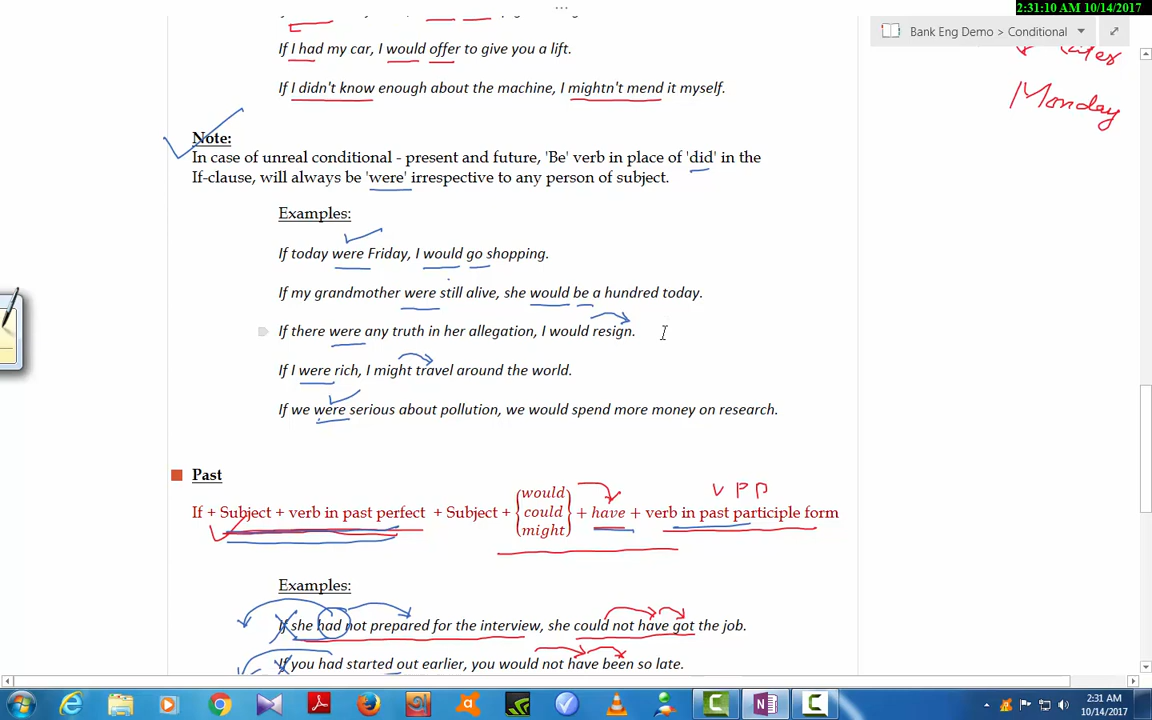 2:31:10 AM 10/14/2017
Bank Eng Demo > Conditional
If I had my car, I would offer to give you a lift.
later
If I didn't know enough about the machine, I mightn't mend it myself.
Monday
Note:
In case of unreal conditional - present and future, 'Be' verb in place of 'did' in the
If-clause, will always be 'were' irrespective to any person of subject.
Examples:
If today were Friday, I would go shopping.
If my grandmother were still alive, she would be a hundred today.
If there were any truth in her allegation, I would resign.
If I were rich, I might travel around the world.
If we were serious about pollution, we would spend more money on research.
Past
V P P
If + Subject + verb in past perfect + Subject + {would could might} + have + verb in past participle form
Examples:
If she had not prepared for the interview, she could not have got the job.
If you had started out earlier, you would not have been so late.
2:31 AM
10/14/2017